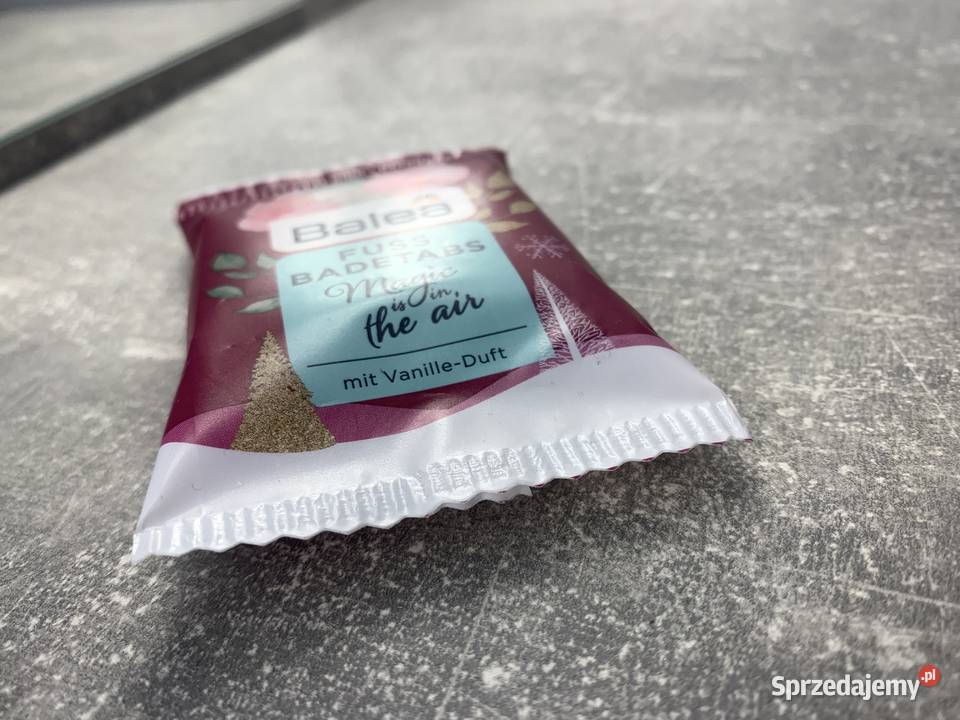 Balea
FUSS
BADETABS
Magic
is in
the air
mit Vanille-Duft
Sprzedajemy.pl